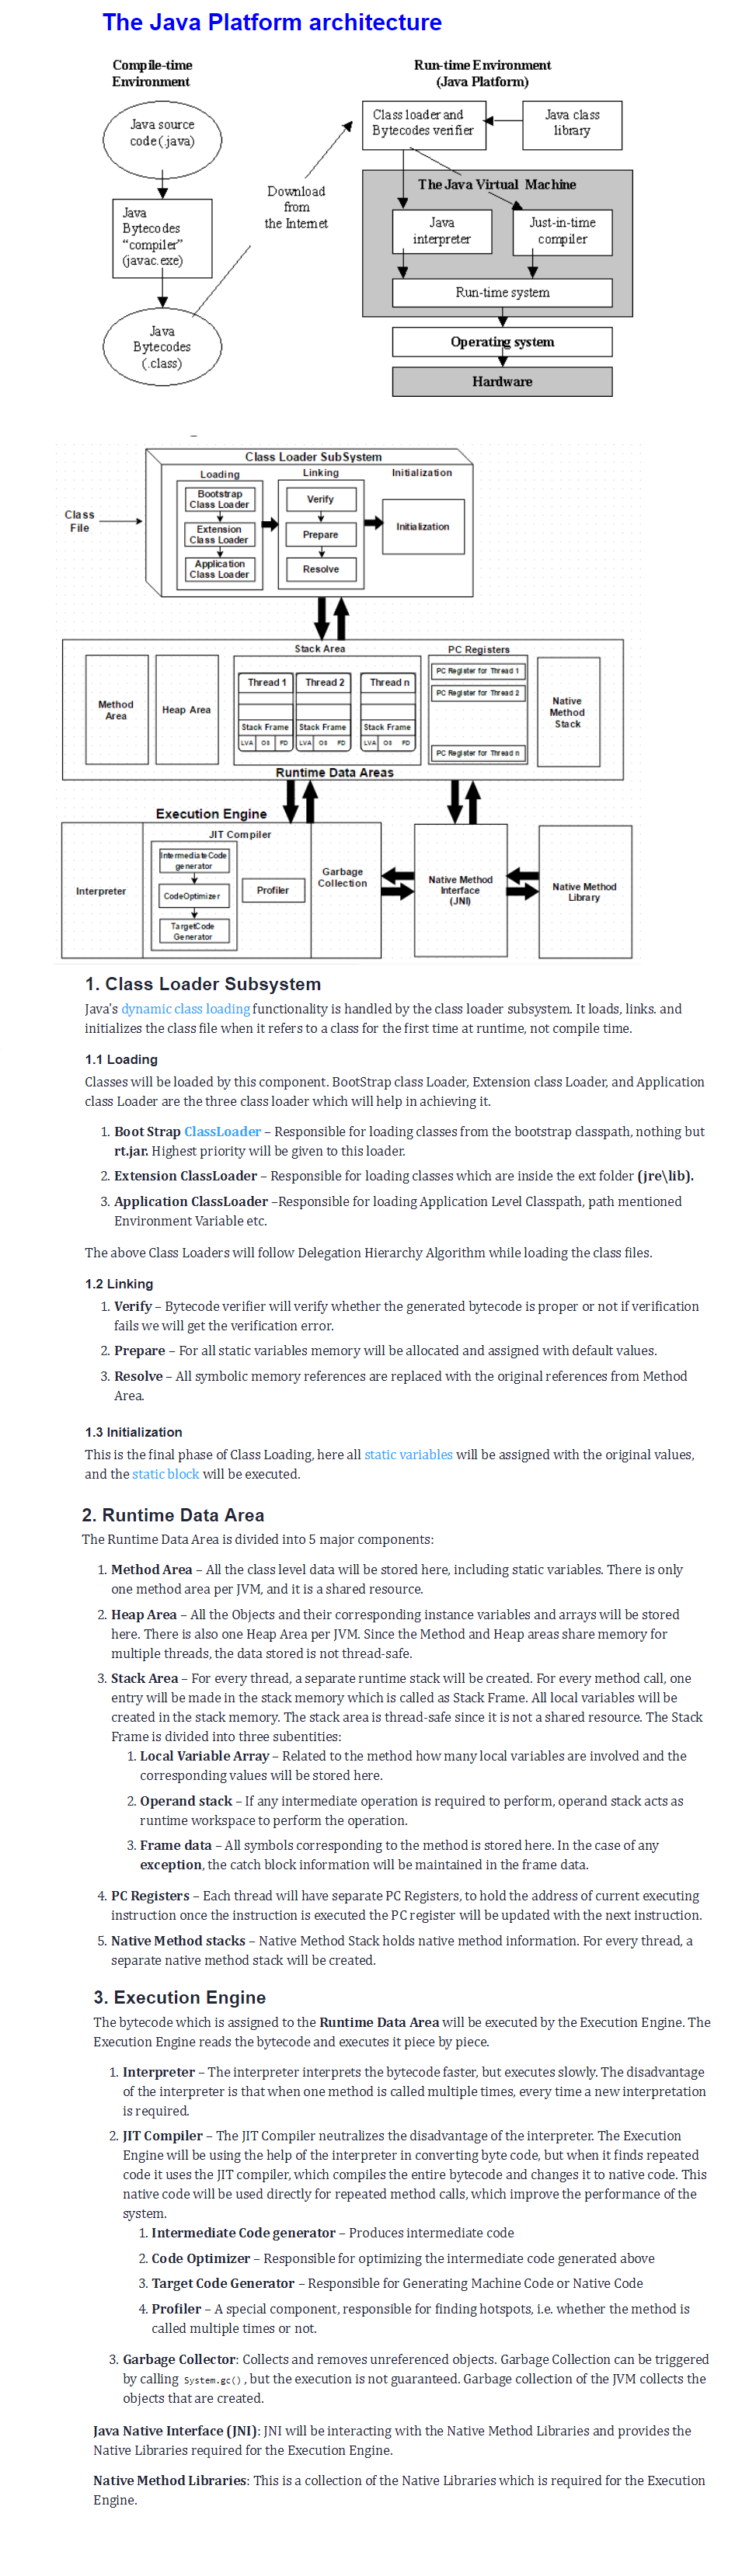 The Java Platform architecture
Compile-time
Environment
Run-time Environment
(Java Platform)
Java source
code (.java)
Class loader and
Bytecodes verifier
Java class
library
The Java Virtual Machine
Download
from
the Internet
Java
Bytecodes
“compiler”
(javac.exe)
Java
interpreter
Just-in-time
compiler
Run-time system
Java
Bytecodes
(.class)
Operating system
Hardware
Class Loader SubSystem
Loading
Linking
Initialization
Class
File
Bootstrap
Class Loader
Extension
Class Loader
Application
Class Loader
Verify
Prepare
Resolve
Initialization
Stack Area
PC Registers
Method
Area
Heap Area
Thread 1
Thread 2
Thread n
Stack Frame
Stack Frame
Stack Frame
LVA OS FD
LVA OS FD
LVA OS FD
PC Register for Thread 1
PC Register for Thread 2
PC Register for Thread n
Native
Method
Stack
Runtime Data Areas
Execution Engine
JIT Compiler
Interpreter
Intermediate Code
generator
CodeOptimizer
TargetCode
Generator
Profiler
Garbage
Collection
Native Method
Interface
(JNI)
Native Method
Library
1. Class Loader Subsystem
Java's dynamic class loading functionality is handled by the class loader subsystem. It loads, links. and
initializes the class file when it refers to a class for the first time at runtime, not compile time.
1.1 Loading
Classes will be loaded by this component. BootStrap class Loader, Extension class Loader, and Application
class Loader are the three class loader which will help in achieving it.
1. Boot Strap ClassLoader – Responsible for loading classes from the bootstrap classpath, nothing but
rt.jar. Highest priority will be given to this loader.
2. Extension ClassLoader – Responsible for loading classes which are inside the ext folder (jre\lib).
3. Application ClassLoader –Responsible for loading Application Level Classpath, path mentioned
Environment Variable etc.
The above Class Loaders will follow Delegation Hierarchy Algorithm while loading the class files.
1.2 Linking
1. Verify – Bytecode verifier will verify whether the generated bytecode is proper or not if verification
fails we will get the verification error.
2. Prepare – For all static variables memory will be allocated and assigned with default values.
3. Resolve – All symbolic memory references are replaced with the original references from Method
Area.
1.3 Initialization
This is the final phase of Class Loading, here all static variables will be assigned with the original values,
and the static block will be executed.
2. Runtime Data Area
The Runtime Data Area is divided into 5 major components:
1. Method Area – All the class level data will be stored here, including static variables. There is only
one method area per JVM, and it is a shared resource.
2. Heap Area – All the Objects and their corresponding instance variables and arrays will be stored
here. There is also one Heap Area per JVM. Since the Method and Heap areas share memory for
multiple threads, the data stored is not thread-safe.
3. Stack Area – For every thread, a separate runtime stack will be created. For every method call, one
entry will be made in the stack memory which is called as Stack Frame. All local variables will be
created in the stack memory. The stack area is thread-safe since it is not a shared resource. The Stack
Frame is divided into three subentities:
1. Local Variable Array – Related to the method how many local variables are involved and the
corresponding values will be stored here.
2. Operand stack – If any intermediate operation is required to perform, operand stack acts as
runtime workspace to perform the operation.
3. Frame data – All symbols corresponding to the method is stored here. In the case of any
exception, the catch block information will be maintained in the frame data.
4. PC Registers – Each thread will have separate PC Registers, to hold the address of current executing
instruction once the instruction is executed the PC register will be updated with the next instruction.
5. Native Method stacks – Native Method Stack holds native method information. For every thread, a
separate native method stack will be created.
3. Execution Engine
The bytecode which is assigned to the Runtime Data Area will be executed by the Execution Engine. The
Execution Engine reads the bytecode and executes it piece by piece.
1. Interpreter – The interpreter interprets the bytecode faster, but executes slowly. The disadvantage
of the interpreter is that when one method is called multiple times, every time a new interpretation
is required.
2. JIT Compiler – The JIT Compiler neutralizes the disadvantage of the interpreter. The Execution
Engine will be using the help of the interpreter in converting byte code, but when it finds repeated
code it uses the JIT compiler, which compiles the entire bytecode and changes it to native code. This
native code will be used directly for repeated method calls, which improve the performance of the
system.
1. Intermediate Code generator – Produces intermediate code
2. Code Optimizer – Responsible for optimizing the intermediate code generated above
3. Target Code Generator – Responsible for Generating Machine Code or Native Code
4. Profiler – A special component, responsible for finding hotspots, i.e. whether the method is
called multiple times or not.
3. Garbage Collector: Collects and removes unreferenced objects. Garbage Collection can be triggered
by calling System.gc(), but the execution is not guaranteed. Garbage collection of the JVM collects the
objects that are created.
Java Native Interface (JNI): JNI will be interacting with the Native Method Libraries and provides the
Native Libraries required for the Execution Engine.
Native Method Libraries: This is a collection of the Native Libraries which is required for the Execution
Engine.